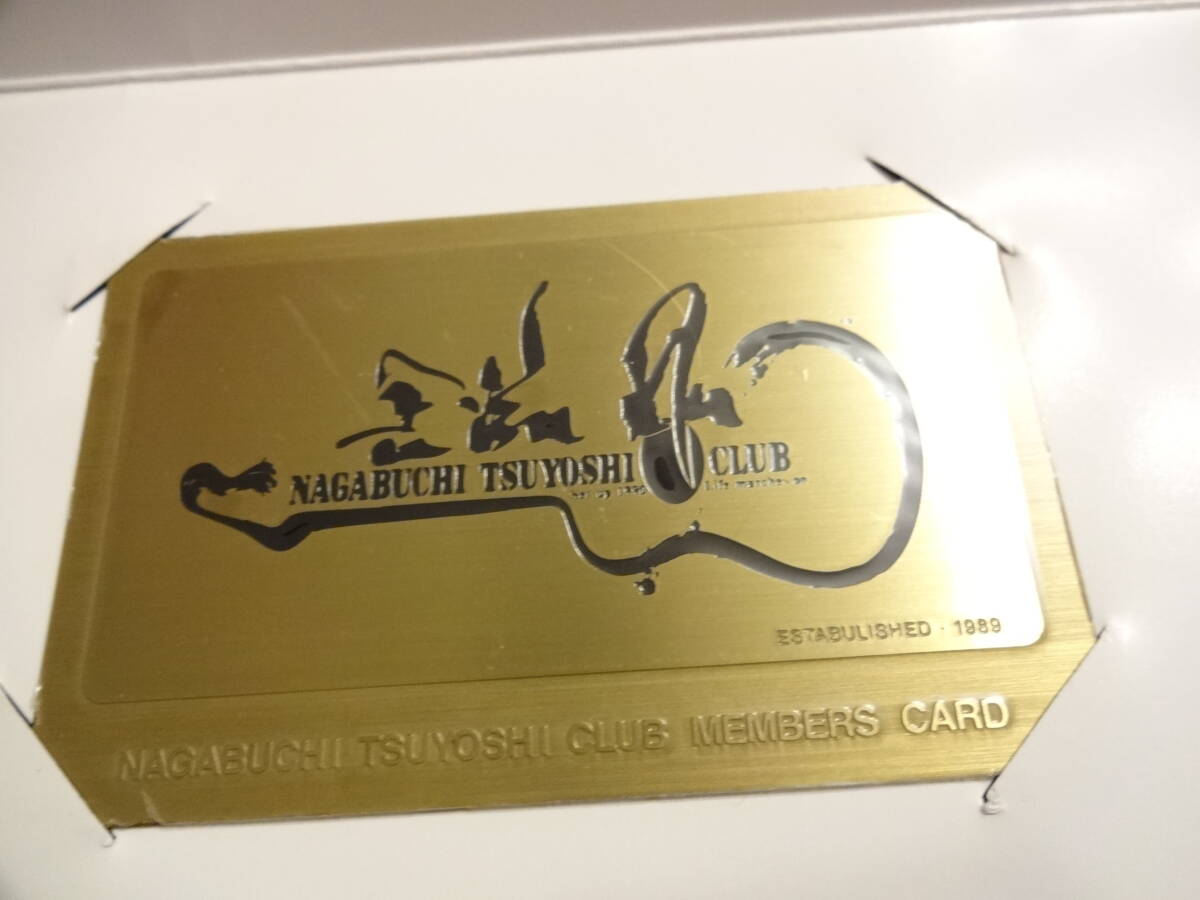 NAGABUCHI TSUYOSHI CLUB
ESTABULISHED · 1989
NAGABUCHI TSUYOSHI CLUB MEMBERS CARD